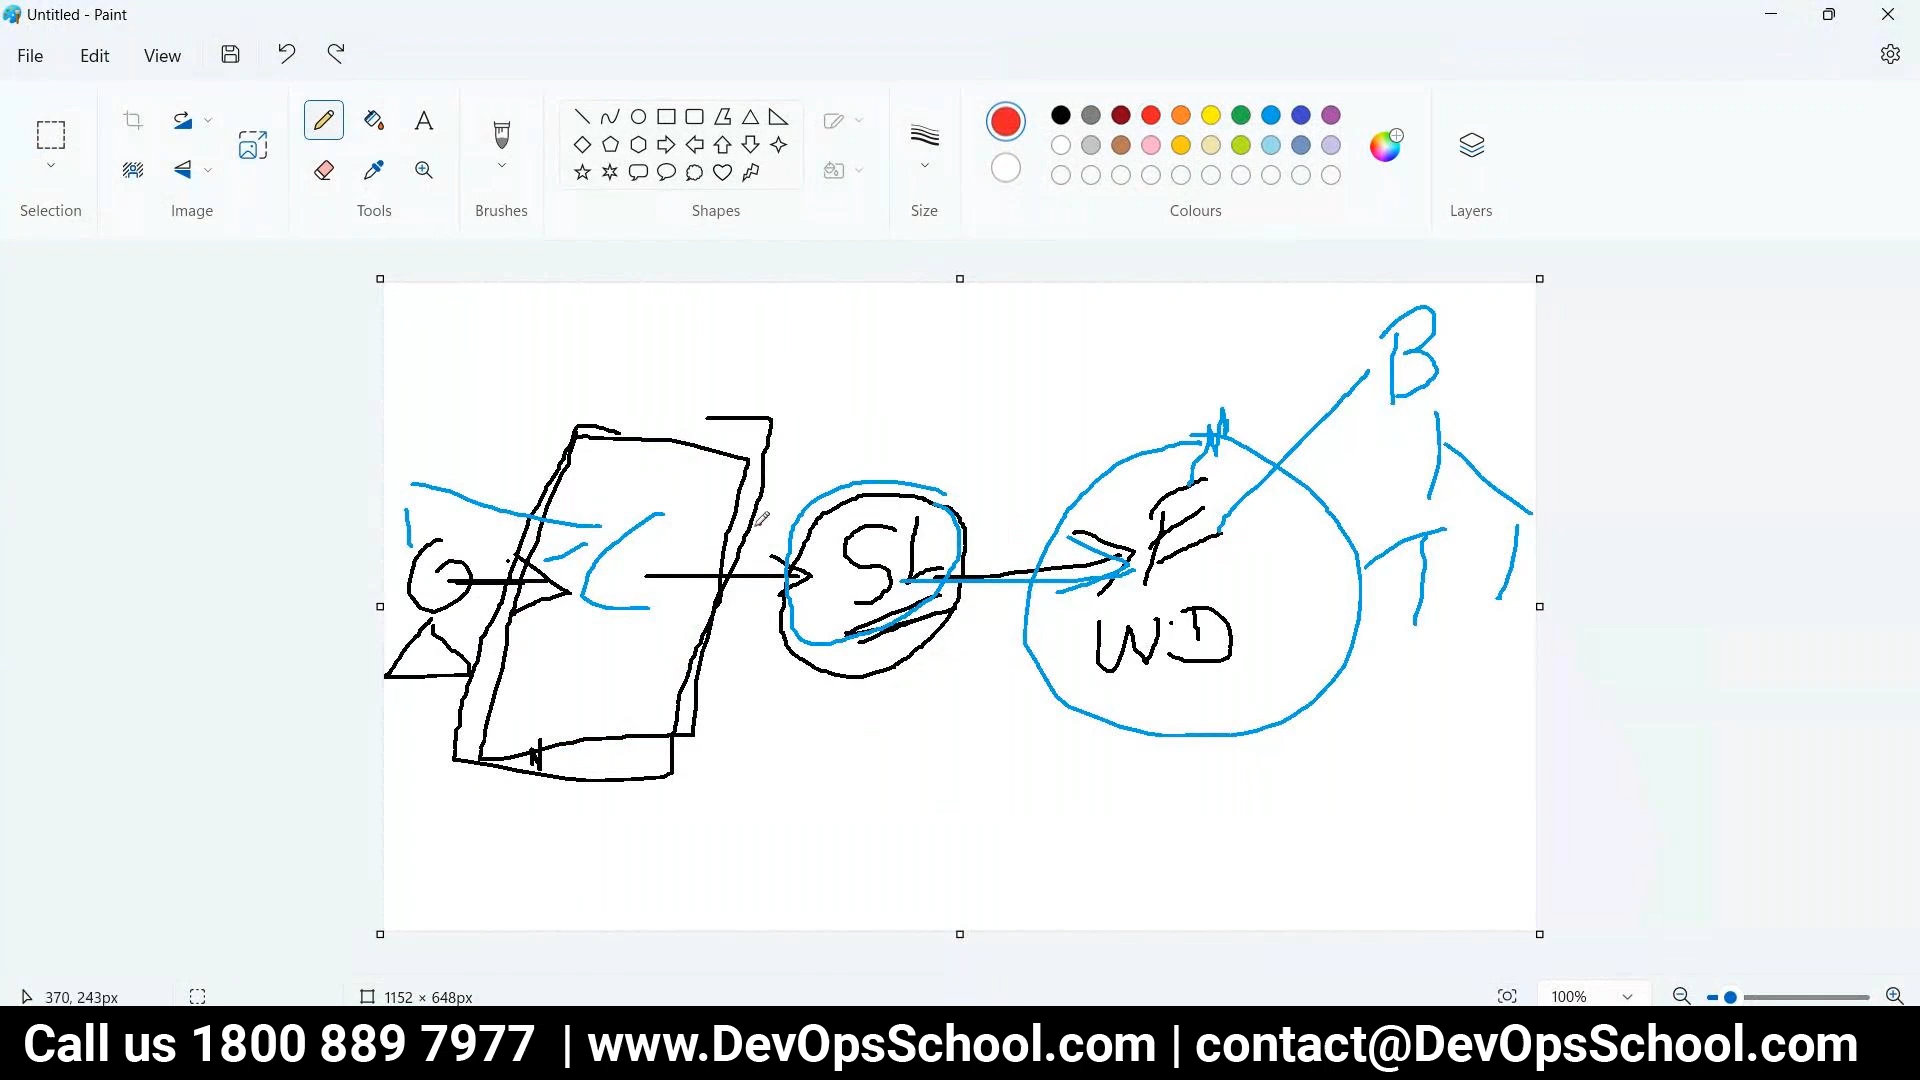 Untitled - Paint
File Edit View
Selection Image Tools Brushes Shapes Size Colours Layers
B
SL
E
WD
370, 243px 1152 × 648px 100%
Call us 1800 889 7977 | www.DevOpsSchool.com | contact@DevOpsSchool.com